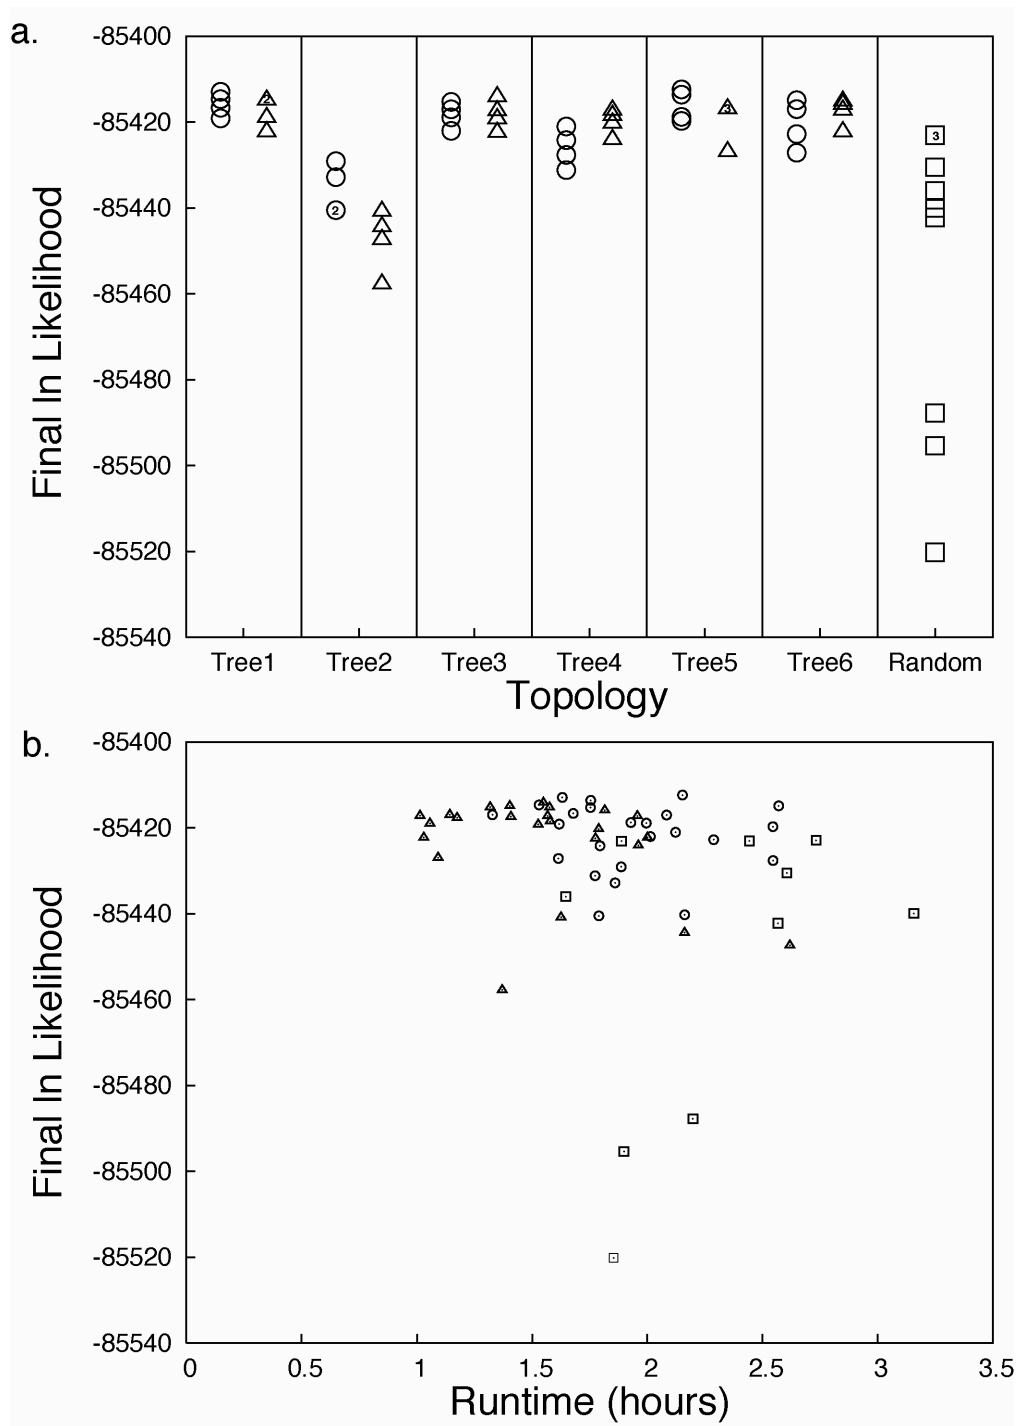 a.
-85400
-85420
-85440
-85460
-85480
-85500
-85520
-85540
Final ln Likelihood
2
2
3
3
Tree1 Tree2 Tree3 Tree4 Tree5 Tree6 Random
Topology
b.
-85400
-85420
-85440
-85460
-85480
-85500
-85520
-85540
Final ln Likelihood
0 0.5 1 1.5 2 2.5 3 3.5
Runtime (hours)